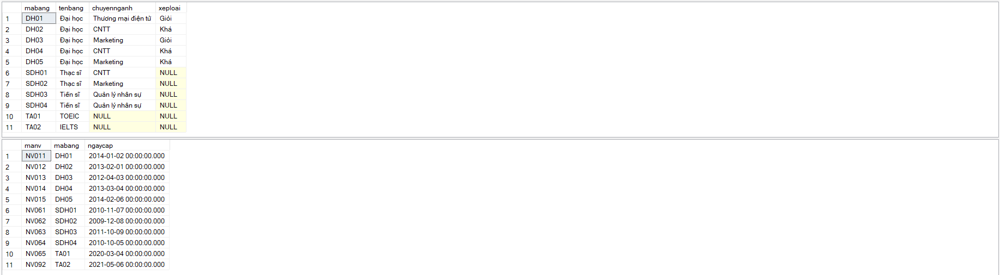 mabang tenbang chuyennganh xeploai
1 DH01 Đại học Thương mại điện tử Giỏi
2 DH02 Đại học CNTT Khá
3 DH03 Đại học Marketing Giỏi
4 DH04 Đại học CNTT Khá
5 DH05 Đại học Marketing Khá
6 SDH01 Thạc sĩ CNTT NULL
7 SDH02 Thạc sĩ Marketing NULL
8 SDH03 Tiến sĩ Quản lý nhân sự NULL
9 SDH04 Tiến sĩ Quản lý nhân sự NULL
10 TA01 TOEIC NULL NULL
11 TA02 IELTS NULL NULL
manv mabang ngaycap
1 NV011 DH01 2014-01-02 00:00:00.000
2 NV012 DH02 2013-02-01 00:00:00.000
3 NV013 DH03 2012-04-03 00:00:00.000
4 NV014 DH04 2013-03-04 00:00:00.000
5 NV015 DH05 2014-02-06 00:00:00.000
6 NV061 SDH01 2010-11-07 00:00:00.000
7 NV062 SDH02 2009-12-08 00:00:00.000
8 NV063 SDH03 2011-10-09 00:00:00.000
9 NV064 SDH04 2010-10-05 00:00:00.000
10 NV065 TA01 2020-03-04 00:00:00.000
11 NV092 TA02 2021-05-06 00:00:00.000